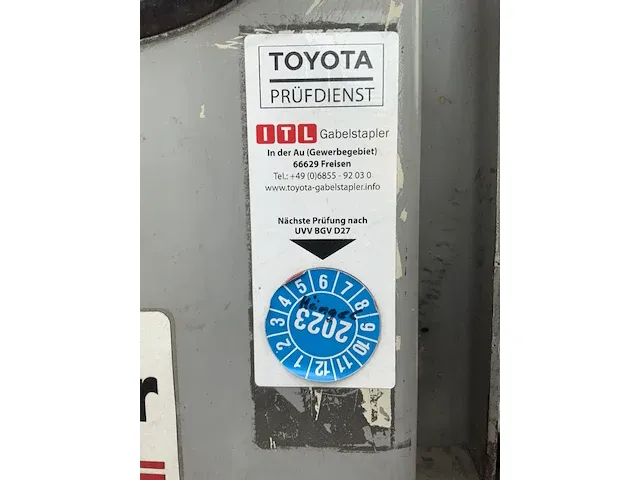 TOYOTA
PRÜFDIENST
ITL Gabelstapler
In der Au (Gewerbegebiet)
66629 Freisen
Tel.: +49 (0)6855 - 92 03 0
www.toyota-gabelstapler.info
Nächste Prüfung nach
UVV BGV D27
1 2 3 4 5 6 7 8 9 10 11 12
2023
r